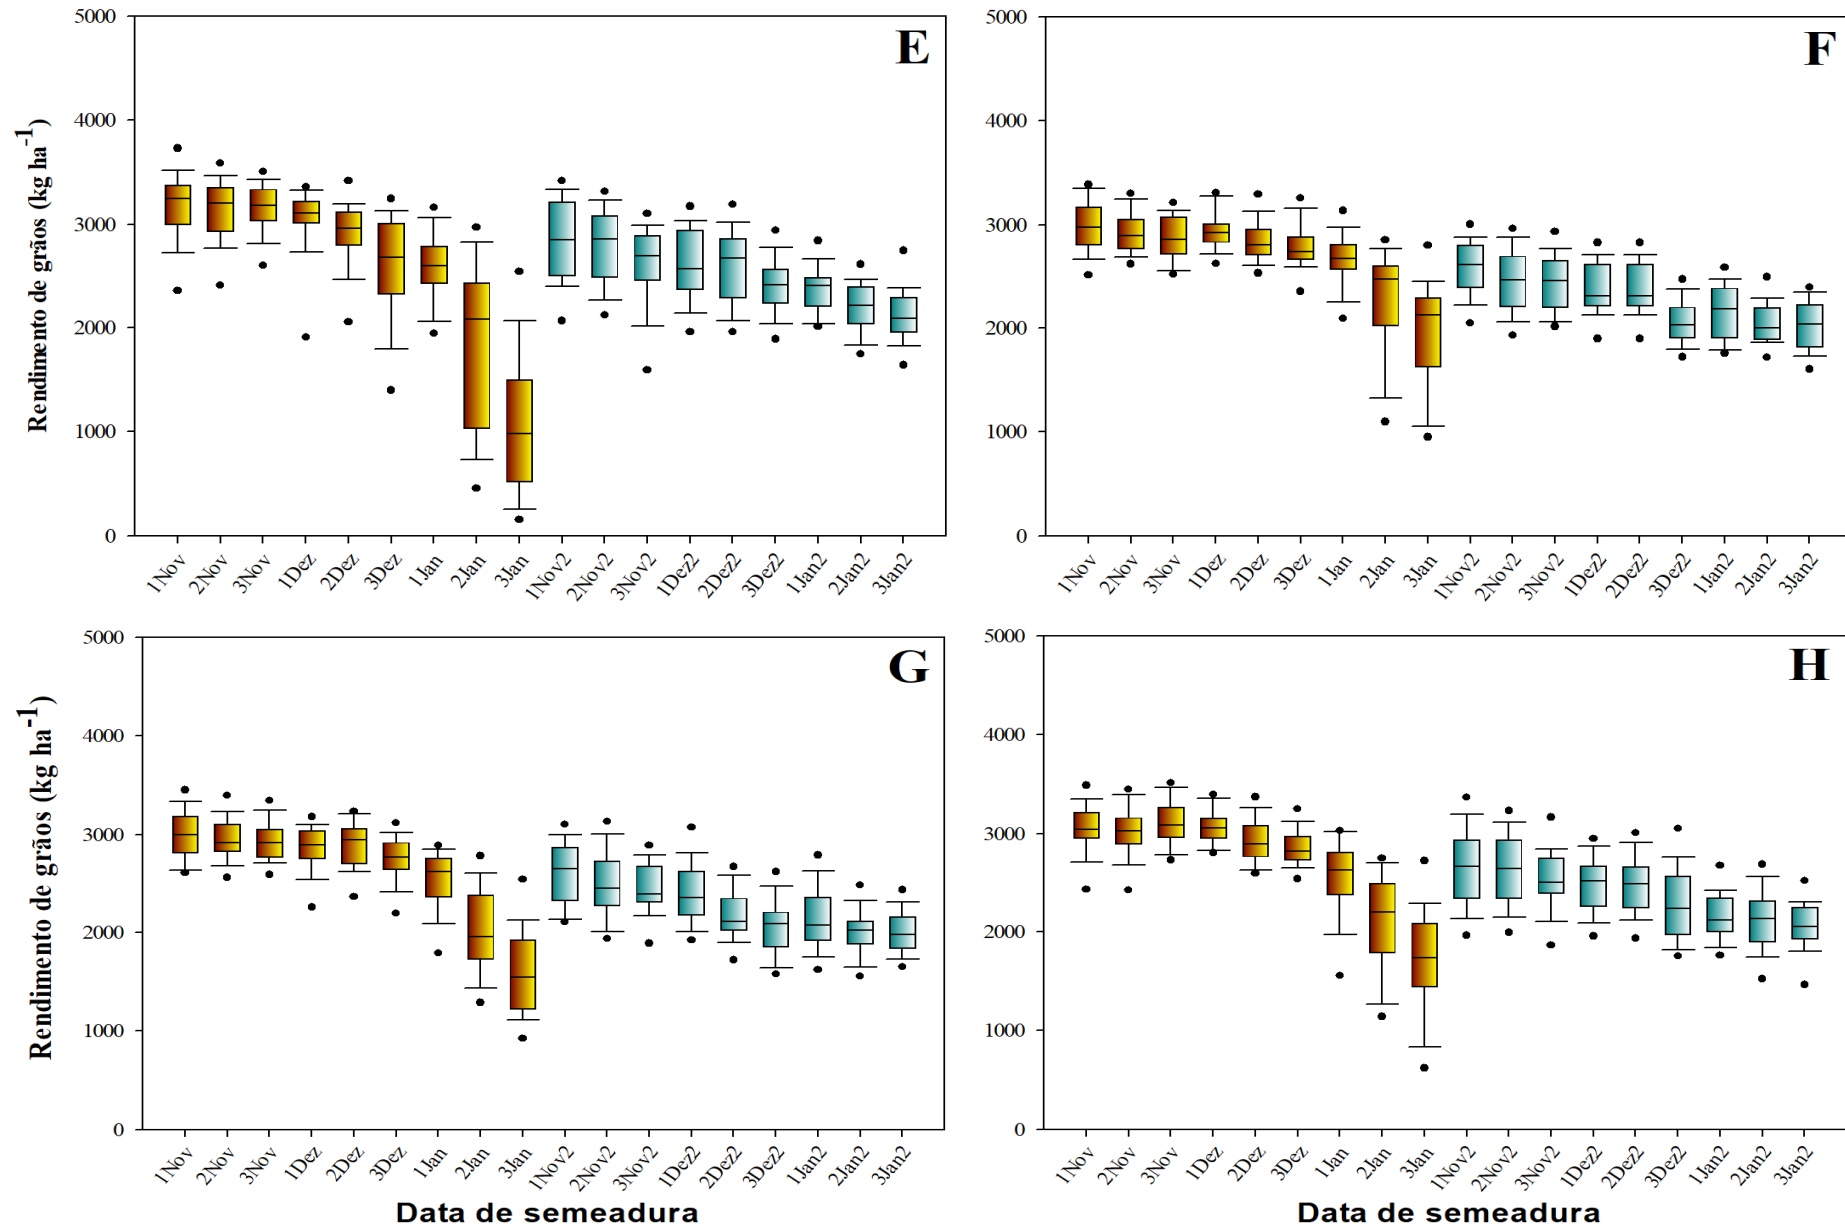 E
Rendimento de grãos (kg ha⁻¹)
5000
4000
3000
2000
1000
0
1Nov 2Nov 3Nov 1Dez 2Dez 3Dez 1Jan 2Jan 3Jan 1Nov2 2Nov2 3Nov2 1Dez2 2Dez2 3Dez2 1Jan2 2Jan2 3Jan2
F
5000
4000
3000
2000
1000
0
1Nov 2Nov 3Nov 1Dez 2Dez 3Dez 1Jan 2Jan 3Jan 1Nov2 2Nov2 3Nov2 1Dez2 2Dez2 3Dez2 1Jan2 2Jan2 3Jan2
G
Rendimento de grãos (kg ha⁻¹)
5000
4000
3000
2000
1000
0
1Nov 2Nov 3Nov 1Dez 2Dez 3Dez 1Jan 2Jan 3Jan 1Nov2 2Nov2 3Nov2 1Dez2 2Dez2 3Dez2 1Jan2 2Jan2 3Jan2
Data de semeadura
H
5000
4000
3000
2000
1000
0
1Nov 2Nov 3Nov 1Dez 2Dez 3Dez 1Jan 2Jan 3Jan 1Nov2 2Nov2 3Nov2 1Dez2 2Dez2 3Dez2 1Jan2 2Jan2 3Jan2
Data de semeadura